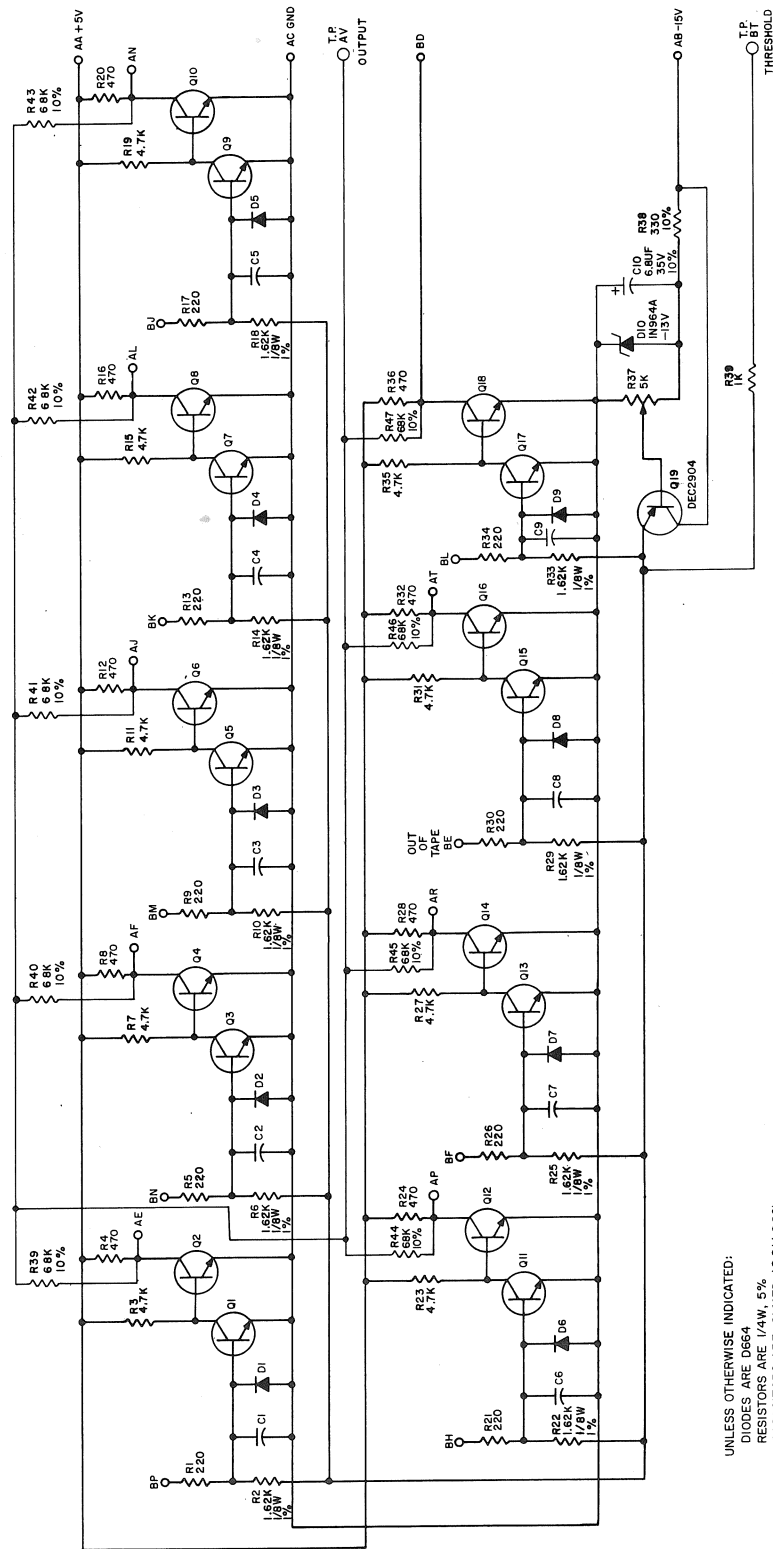 AA +5V
AC GND
T.P.
AV
OUTPUT
BD
AB-15V
T.P.
BT
THRESHOLD
R39
6.8K
10%
R4
470
AE
R3
4.7K
Q2
Q1
D1
C1
BP
R1
220
R2
1.62K
1/8W
1%
R40
6.8K
10%
R8
470
AF
R7
4.7K
Q4
Q3
D2
C2
BN
R5
220
R6
1.62K
1/8W
1%
R41
6.8K
10%
R12
470
AJ
R11
4.7K
Q6
Q5
D3
C3
BM
R9
220
R10
1.62K
1/8W
1%
R42
6.8K
10%
R16
470
AL
R15
4.7K
Q8
Q7
D4
C4
BK
R13
220
R14
1.62K
1/8W
1%
R43
6.8K
10%
R20
470
AN
R19
4.7K
Q10
Q9
D5
C5
BJ
R17
220
R18
1.62K
1/8W
1%
R24
470
R44
68K
10%
AP
R23
4.7K
Q12
Q11
D6
C6
BH
R21
220
R22
1.62K
1/8W
1%
R28
470
R45
68K
10%
AR
R27
4.7K
Q14
Q13
D7
C7
BF
R26
220
R25
1.62K
1/8W
1%
R32
470
R46
68K
10%
AT
R31
4.7K
Q16
Q15
D8
C8
OUT
OF
TAPE
BE
R30
220
R29
1.62K
1/8W
1%
R36
470
R47
68K
10%
R35
4.7K
Q18
Q17
D9
C9
BL
R34
220
R33
1.62K
1/8W
1%
R37
5K
D10
IN964A
-13V
C10
6.8UF
35V
10%
+
R38
330
10%
Q19
DEC2904
R39
1K
UNLESS OTHERWISE INDICATED:
DIODES ARE D664
RESISTORS ARE 1/4W, 5%